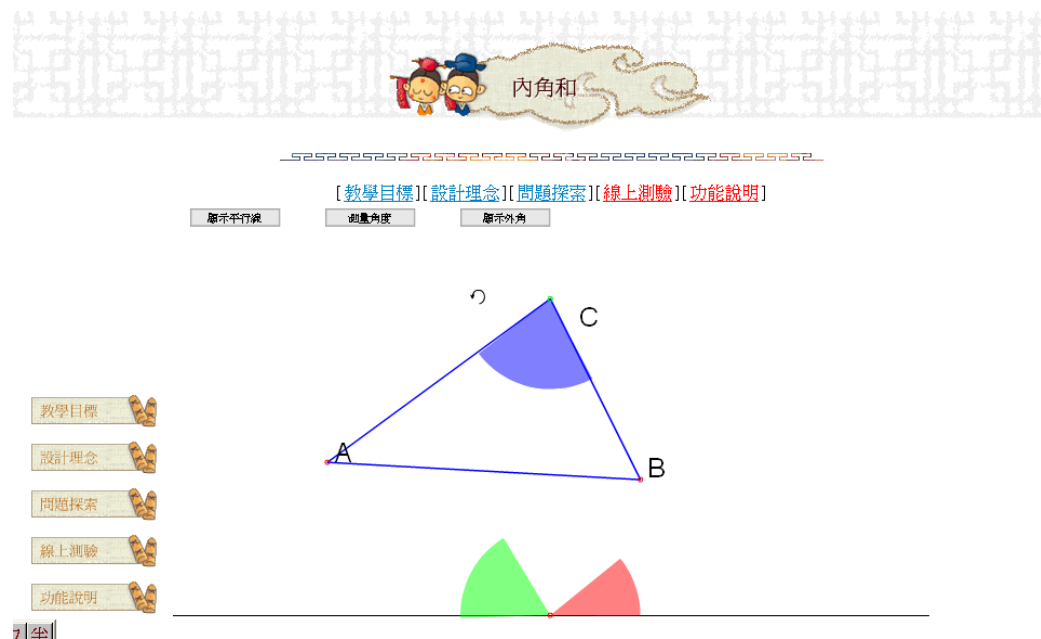 內角和
[教學目標][設計理念][問題探索][線上測驗][功能說明]
顯示平行線 測量角度 顯示外角
C
A
B
教學目標
設計理念
問題探索
線上測驗
功能說明
半